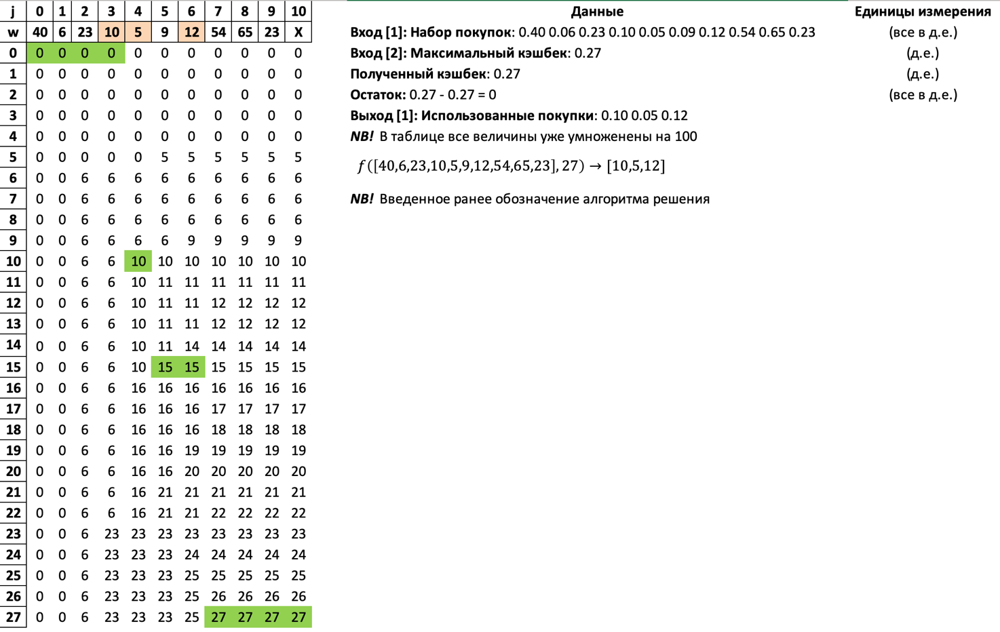 j 0 1 2 3 4 5 6 7 8 9 10 Данные Единицы измерения
w 40 6 23 10 5 9 12 54 65 23 X Вход [1]: Набор покупок: 0.40 0.06 0.23 0.10 0.05 0.09 0.12 0.54 0.65 0.23 (все в д.е.)
0 0 0 0 0 0 0 0 0 0 0 0 Вход [2]: Максимальный кэшбек: 0.27 (д.е.)
1 0 0 0 0 0 0 0 0 0 0 0 Полученный кэшбек: 0.27 (д.е.)
2 0 0 0 0 0 0 0 0 0 0 0 Остаток: 0.27 - 0.27 = 0 (все в д.е.)
3 0 0 0 0 0 0 0 0 0 0 0 Выход [1]: Использованные покупки: 0.10 0.05 0.12
4 0 0 0 0 0 0 0 0 0 0 0 NB! В таблице все величины уже умноженены на 100
5 0 0 0 0 0 5 5 5 5 5 5 f([40,6,23,10,5,9,12,54,65,23], 27) → [10,5,12]
6 0 0 6 6 6 6 6 6 6 6 6
7 0 0 6 6 6 6 6 6 6 6 6 NB! Введенное ранее обозначение алгоритма решения
8 0 0 6 6 6 6 6 6 6 6 6
9 0 0 6 6 6 6 9 9 9 9 9
10 0 0 6 6 10 10 10 10 10 10 10
11 0 0 6 6 10 11 11 11 11 11 11
12 0 0 6 6 10 11 11 12 12 12 12
13 0 0 6 6 10 11 11 12 12 12 12
14 0 0 6 6 10 11 14 14 14 14 14
15 0 0 6 6 10 15 15 15 15 15 15
16 0 0 6 6 16 16 16 16 16 16 16
17 0 0 6 6 16 16 16 17 17 17 17
18 0 0 6 6 16 16 16 18 18 18 18
19 0 0 6 6 16 16 19 19 19 19 19
20 0 0 6 6 16 16 20 20 20 20 20
21 0 0 6 6 16 21 21 21 21 21 21
22 0 0 6 6 16 21 21 22 22 22 22
23 0 0 6 23 23 23 23 23 23 23 23
24 0 0 6 23 23 23 24 24 24 24 24
25 0 0 6 23 23 23 25 25 25 25 25
26 0 0 6 23 23 23 25 26 26 26 26
27 0 0 6 23 23 23 25 27 27 27 27